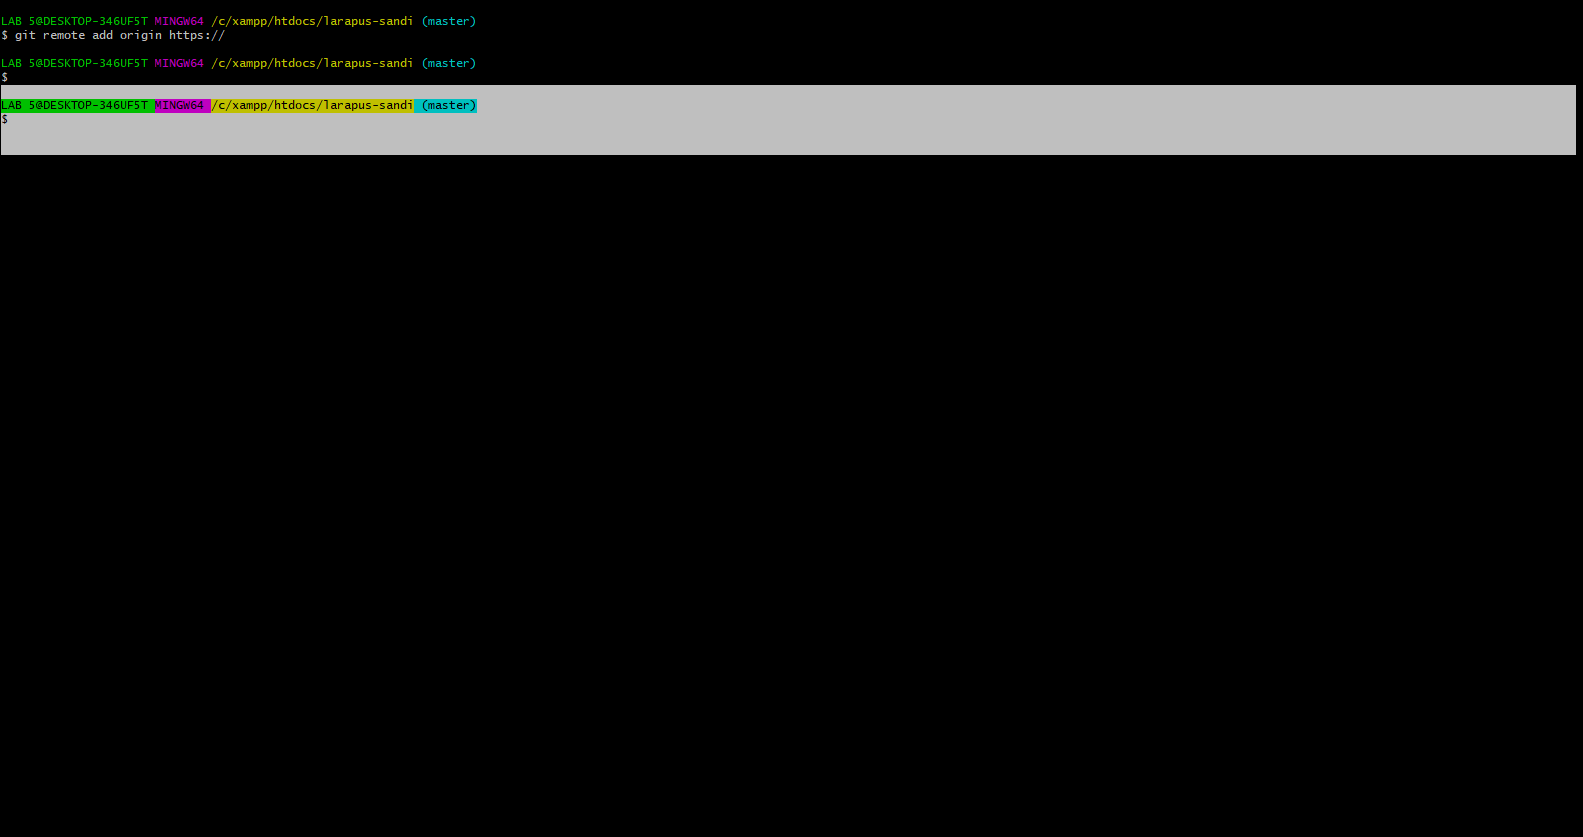 LAB 5@DESKTOP-346UF5T MINGW64 /c/xampp/htdocs/larapus-sandi (master)
$ git remote add origin https://
LAB 5@DESKTOP-346UF5T MINGW64 /c/xampp/htdocs/larapus-sandi (master)
$
LAB 5@DESKTOP-346UF5T MINGW64 /c/xampp/htdocs/larapus-sandi (master)
$